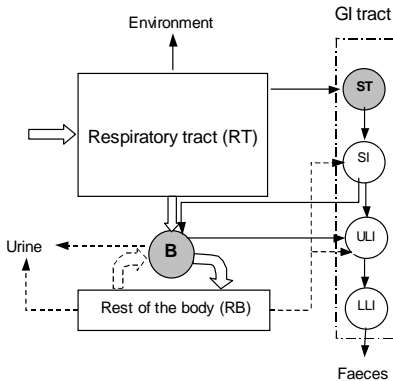 GI tract
Environment
ST
Respiratory tract (RT)
SI
Urine
B
ULI
Rest of the body (RB)
LLI
Faeces